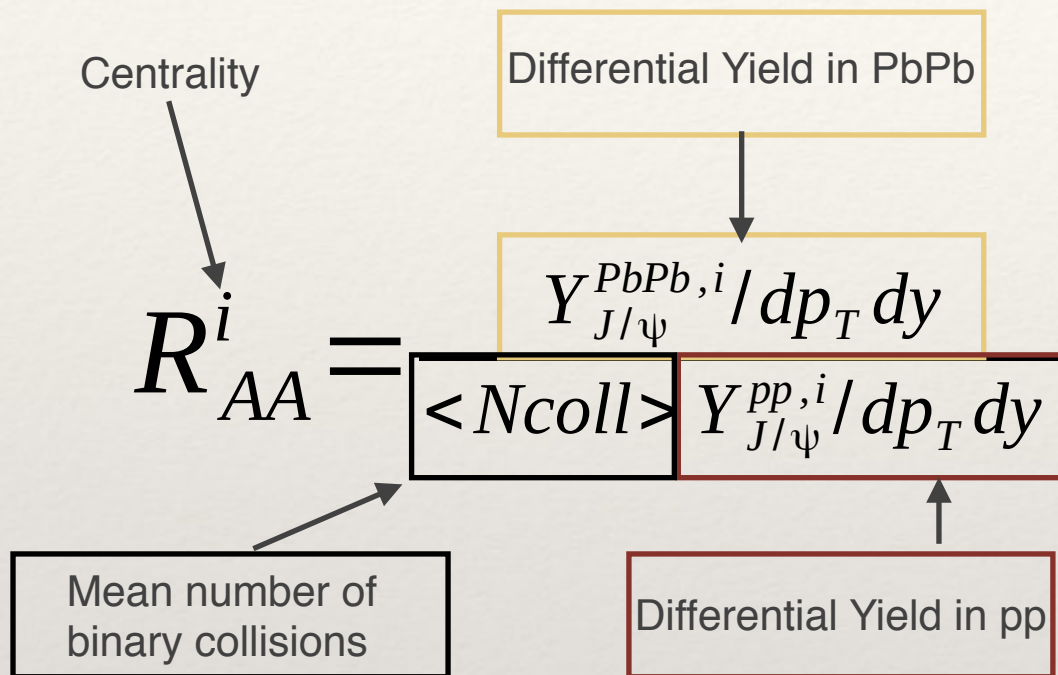 Centrality
Differential Yield in PbPb
R^i_{AA} = Y^{PbPb,i}_{J/ψ}/dp_T dy
<Ncoll> Y^{pp,i}_{J/ψ}/dp_T dy
Mean number of
binary collisions
Differential Yield in pp